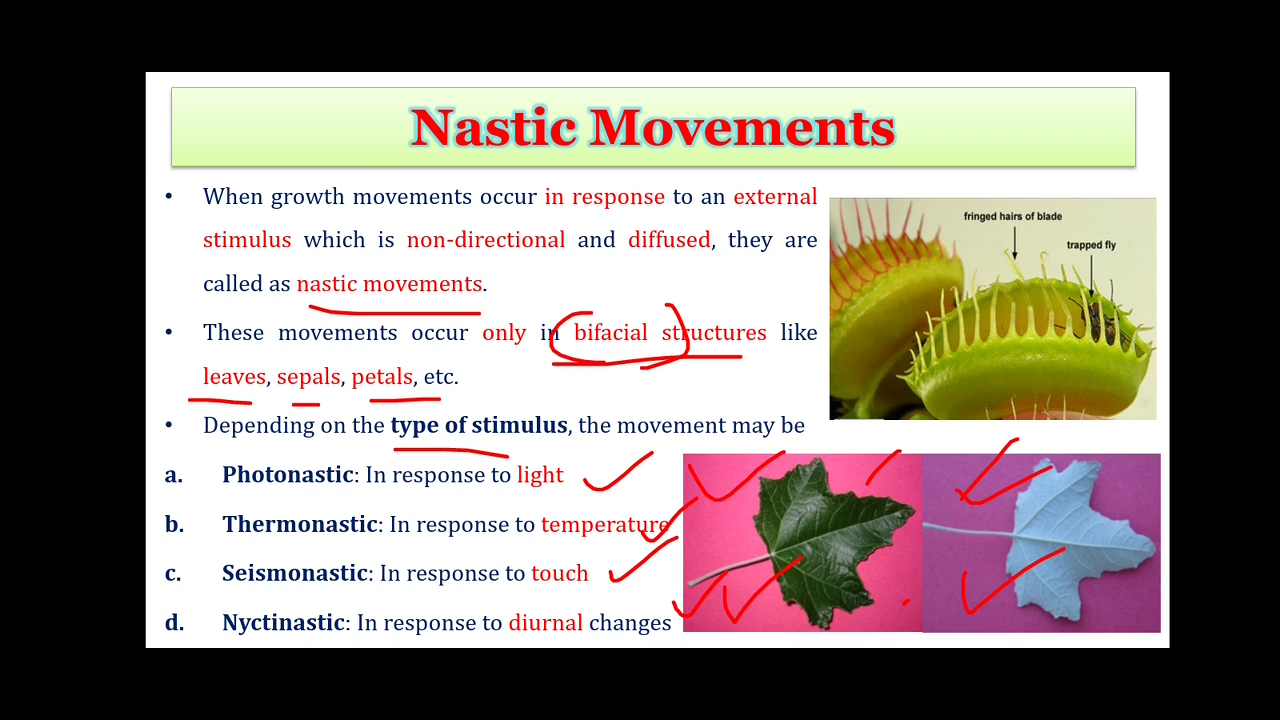 Nastic Movements
• When growth movements occur in response to an external
stimulus which is non-directional and diffused, they are
called as nastic movements.
• These movements occur only in bifacial structures like
leaves, sepals, petals, etc.
• Depending on the type of stimulus, the movement may be
a. Photonastic: In response to light
b. Thermonastic: In response to temperature
c. Seismonastic: In response to touch
d. Nyctinastic: In response to diurnal changes
fringed hairs of blade
trapped fly